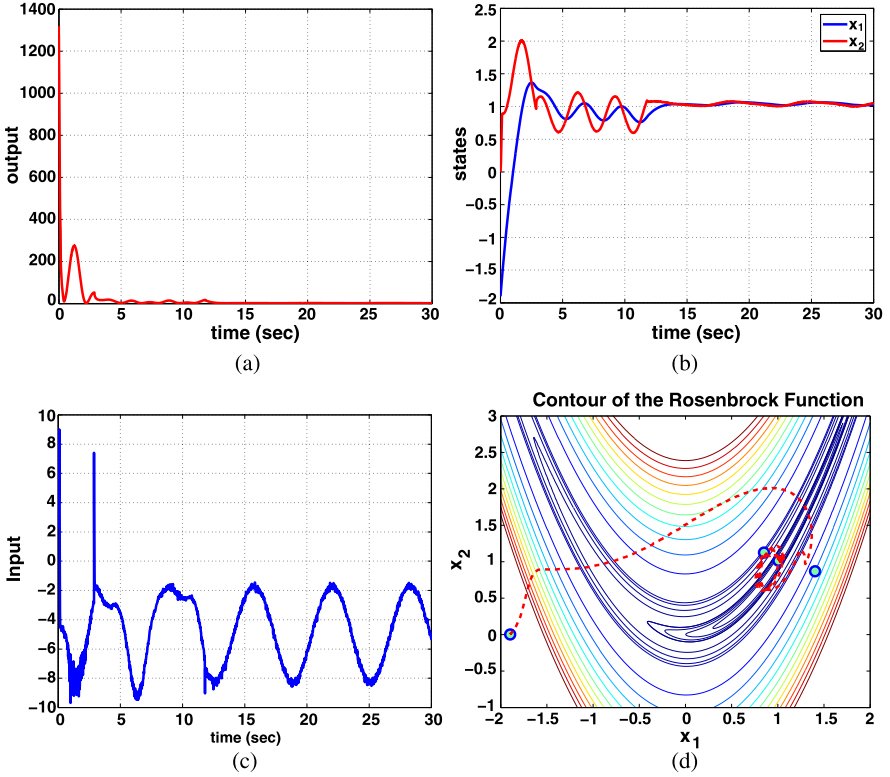 1400
1200
1000
800
600
400
200
0
output
0 5 10 15 20 25 30
time (sec)
(a)
2.5
2
1.5
1
0.5
0
−0.5
−1
−1.5
−2
states
x1
x2
0 5 10 15 20 25 30
time (sec)
(b)
10
8
6
4
2
0
−2
−4
−6
−8
−10
Input
0 5 10 15 20 25 30
time (sec)
(c)
Contour of the Rosenbrock Function
3
2.5
2
1.5
1
0.5
0
−0.5
−1
x2
−2 −1.5 −1 −0.5 0 0.5 1 1.5 2
x1
(d)